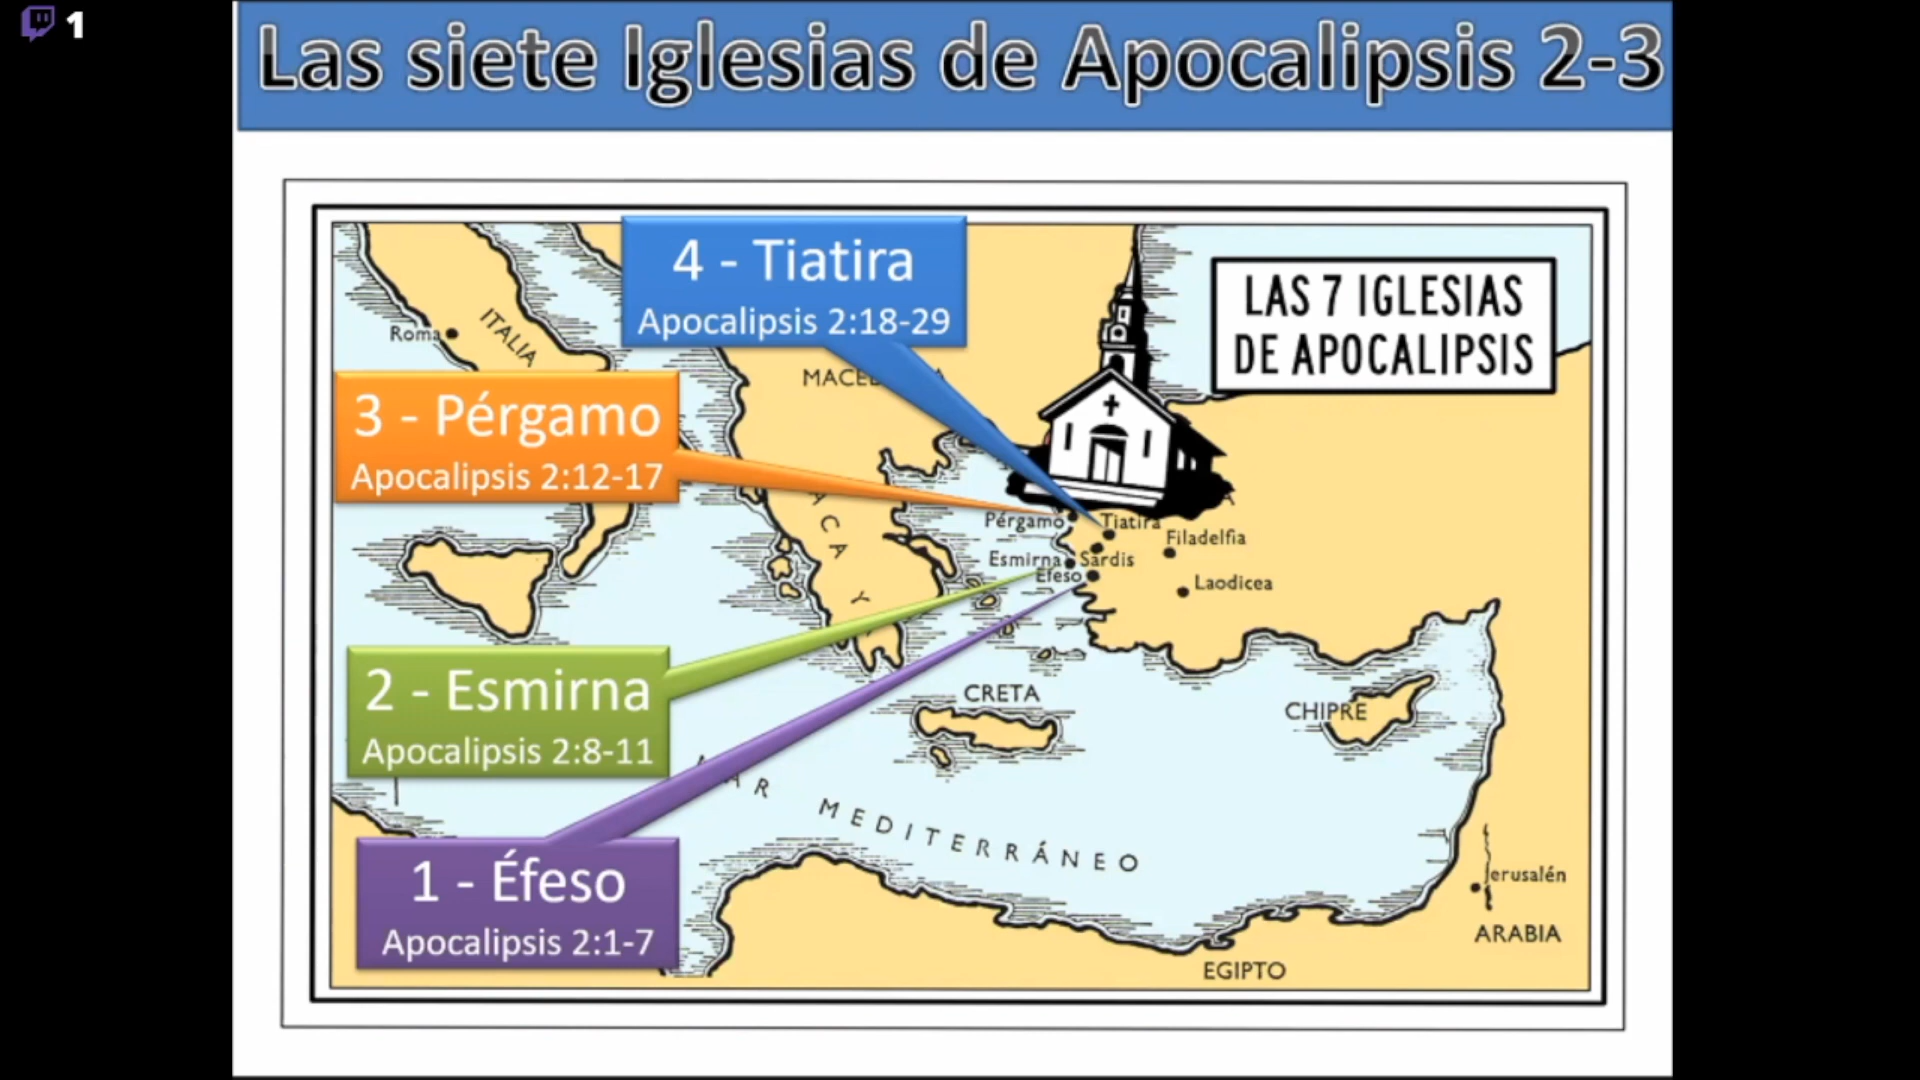 1
Las siete Iglesias de Apocalipsis 2-3
4 - Tiatira
Apocalipsis 2:18-29
LAS 7 IGLESIAS
DE APOCALIPSIS
Roma
ITALIA
3 - Pérgamo
Apocalipsis 2:12-17
Pérgamo
Tiatira
Filadelfia
Esmirna
Sardis
Éfeso
Laodicea
2 - Esmirna
Apocalipsis 2:8-11
CRETA
CHIPRE
MEDITERRÁNEO
1 - Éfeso
Apocalipsis 2:1-7
Jerusalén
ARABIA
EGIPTO